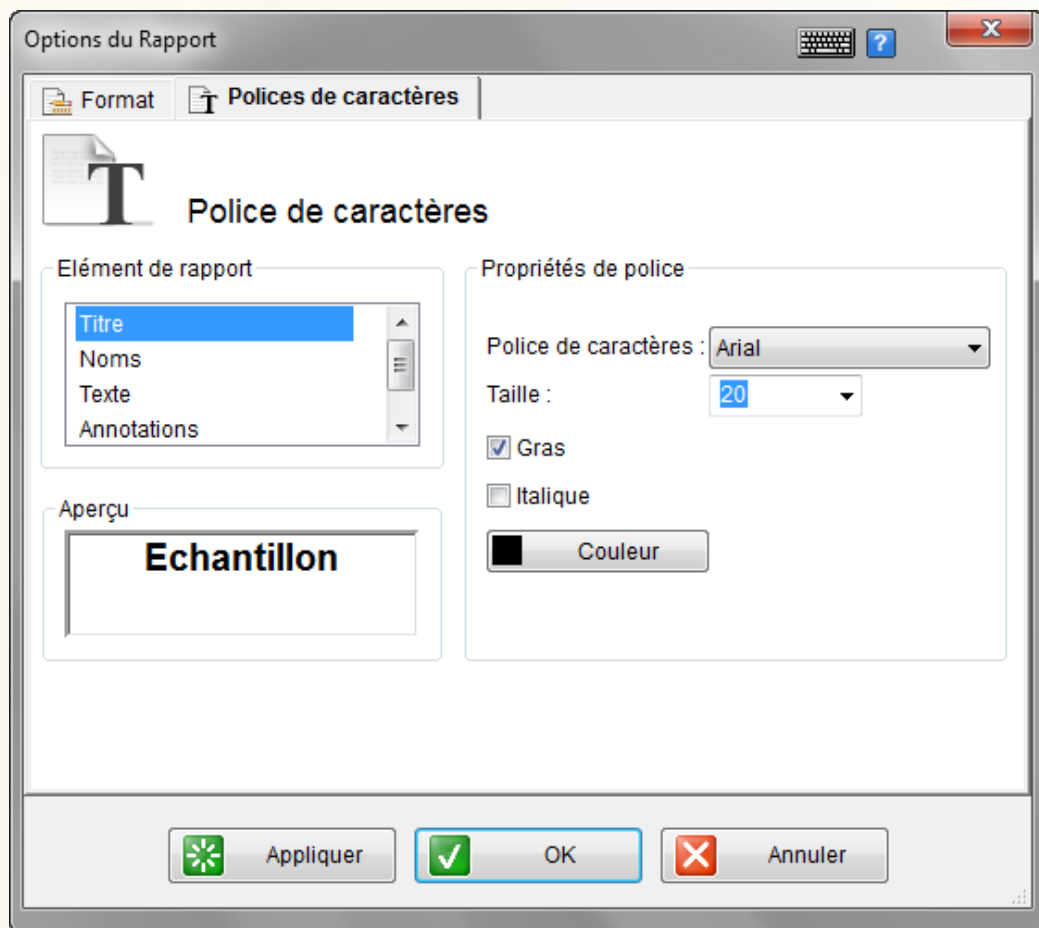 Options du Rapport
Format
Polices de caractères
Police de caractères
Elément de rapport
Titre
Noms
Texte
Annotations
Aperçu
Echantillon
Propriétés de police
Police de caractères : Arial
Taille : 20
Gras
Italique
Couleur
Appliquer
OK
Annuler